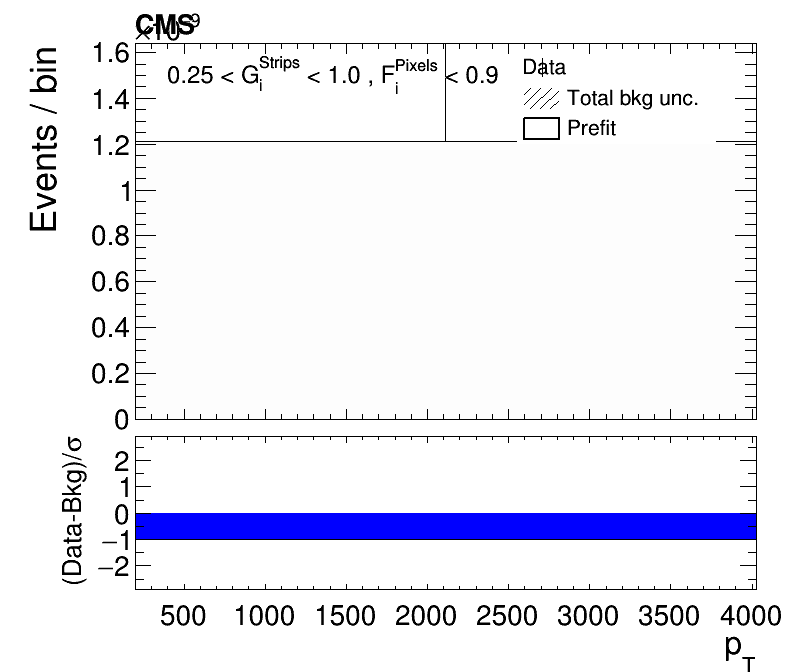 CMS
×10⁻⁹
Events / bin
1.6
1.4
1.2
1
0.8
0.6
0.4
0.2
0
0.25 < G_i^Strips < 1.0 , F_i^Pixels < 0.9
Data
Total bkg unc.
Prefit
(Data-Bkg)/σ
2
1
0
−1
−2
500 1000 1500 2000 2500 3000 3500 4000
p_T